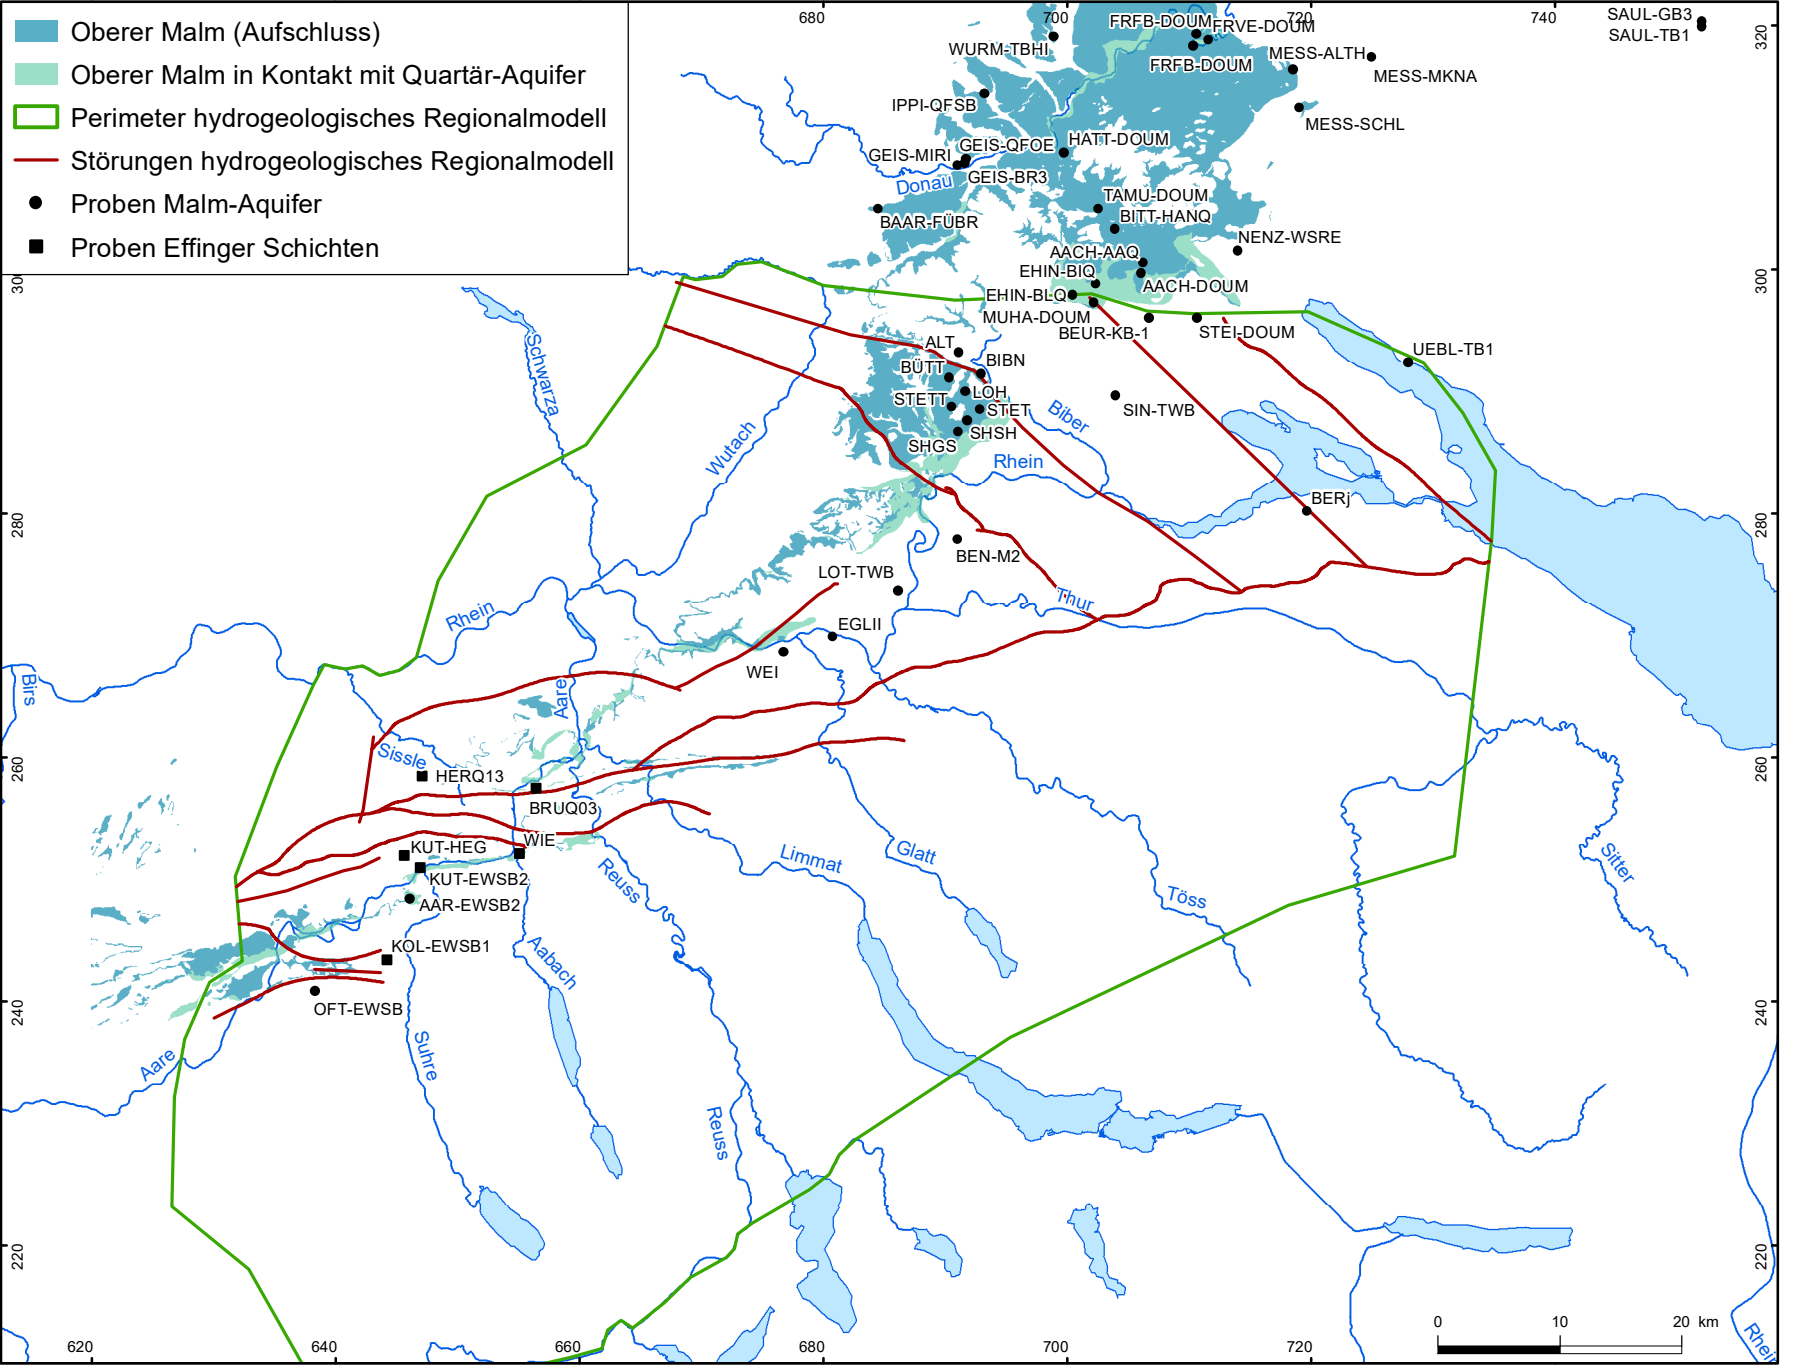 Oberer Malm (Aufschluss)
Oberer Malm in Kontakt mit Quartär-Aquifer
Perimeter hydrogeologisches Regionalmodell
Störungen hydrogeologisches Regionalmodell
Proben Malm-Aquifer
Proben Effinger Schichten
680
700
720
740
320
SAUL-GB3
SAUL-TB1
FRFB-DOUM
FRVE-DOUM
WURM-TBHI
MESS-ALTH
FRFB-DOUM
MESS-MKNA
IPPI-QFSB
MESS-SCHL
HATT-DOUM
GEIS-QFOE
GEIS-MIRI
GEIS-BR3
Donau
TAMU-DOUM
BITT-HANQ
BAAR-FÜBR
NENZ-WSRE
AACH-AAQ
EHIN-BIQ
300
300
AACH-DOUM
EHIN-BLQ
MUHA-DOUM
BEUR-KB-1
STEI-DOUM
ALT
BIBN
UEBL-TB1
BÜTT
Schwarza
LOH
STETT
STET
SIN-TWB
Biber
SHSH
SHGS
Wutach
Rhein
BERj
280
280
BEN-M2
LOT-TWB
Thur
Rhein
EGLII
WEI
Birs
Aare
Sissle
260
260
HERQ13
BRUQ03
WIE
KUT-HEG
Limmat
Glatt
Sitter
KUT-EWSB2
Reuss
Töss
AAR-EWSB2
KOL-EWSB1
Aabach
240
240
OFT-EWSB
Aare
Suhre
Reuss
220
220
0
10
20 km
Rhein
620
640
660
680
700
720